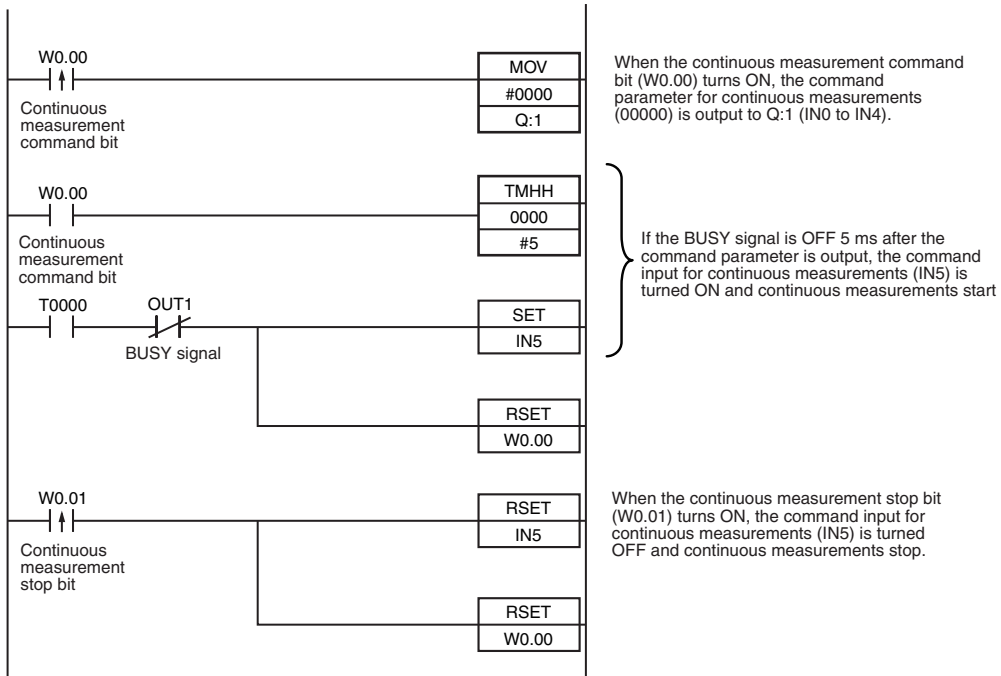 W0.00
Continuous
measurement
command bit
MOV
#0000
Q:1
When the continuous measurement command
bit (W0.00) turns ON, the command
parameter for continuous measurements
(00000) is output to Q:1 (IN0 to IN4).
W0.00
Continuous
measurement
command bit
TMHH
0000
#5
If the BUSY signal is OFF 5 ms after the
command parameter is output, the command
input for continuous measurements (IN5) is
turned ON and continuous measurements start
T0000
OUT1
BUSY signal
SET
IN5
RSET
W0.00
W0.01
Continuous
measurement
stop bit
RSET
IN5
When the continuous measurement stop bit
(W0.01) turns ON, the command input for
continuous measurements (IN5) is turned
OFF and continuous measurements stop.
RSET
W0.00